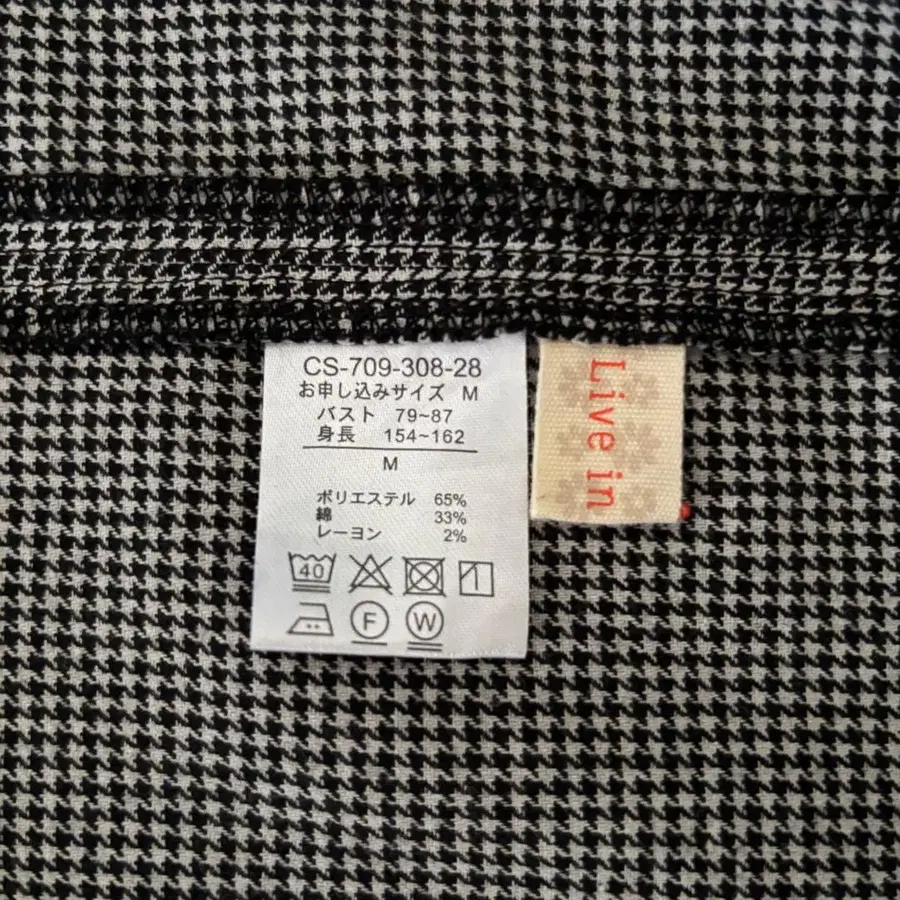 CS-709-308-28
お申し込みサイズ M
バスト 79~87
身長 154~162
M
ポリエステル 65%
綿 33%
レーヨン 2%
40
F W
Live in